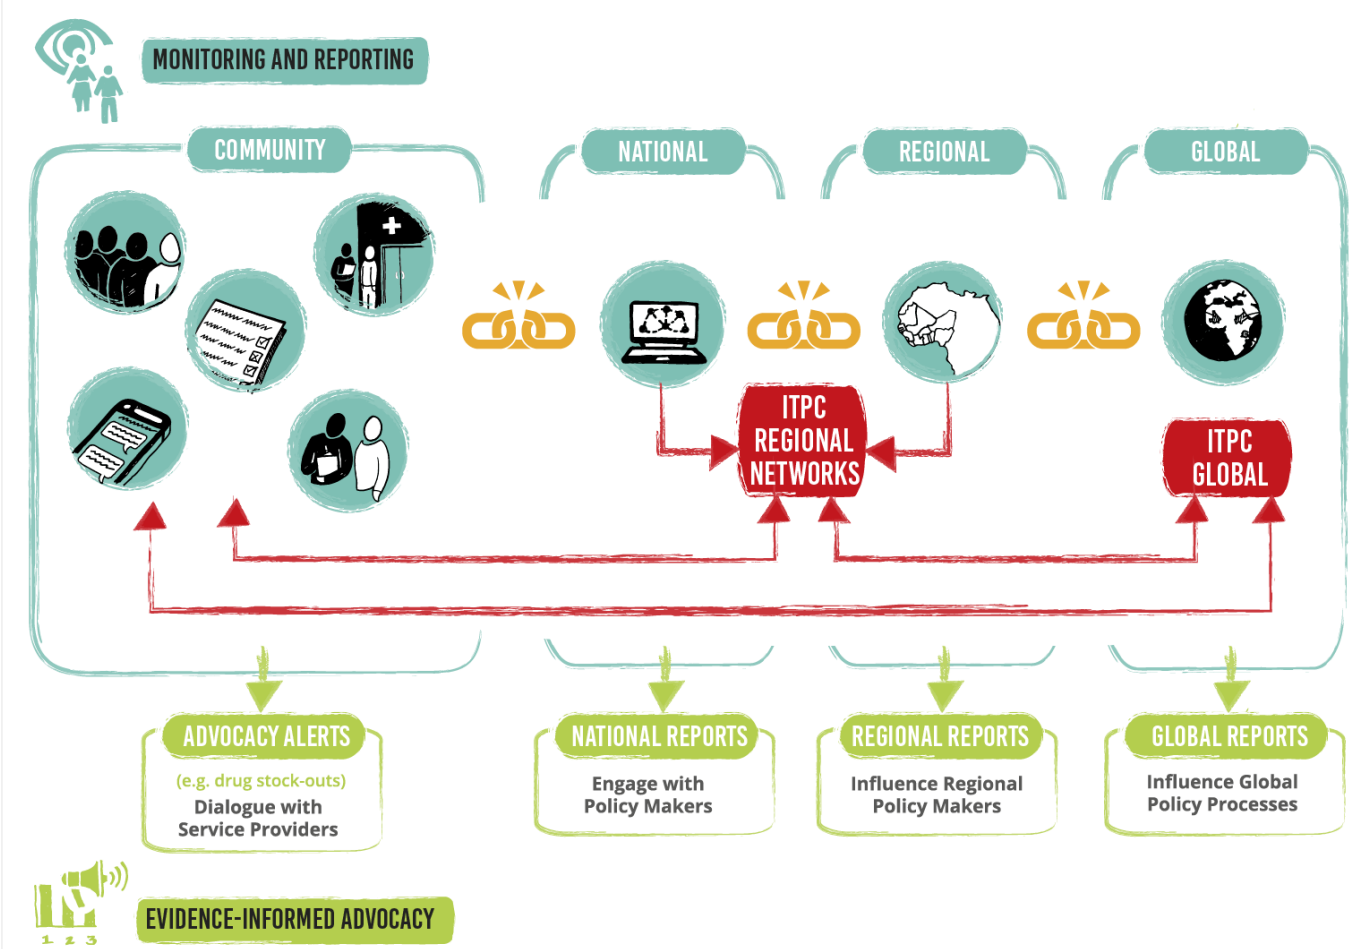 MONITORING AND REPORTING
COMMUNITY
NATIONAL
REGIONAL
GLOBAL
ITPC
REGIONAL
NETWORKS
ITPC
GLOBAL
ADVOCACY ALERTS
(e.g. drug stock-outs)
Dialogue with
Service Providers
NATIONAL REPORTS
Engage with
Policy Makers
REGIONAL REPORTS
Influence Regional
Policy Makers
GLOBAL REPORTS
Influence Global
Policy Processes
1 2 3
EVIDENCE-INFORMED ADVOCACY